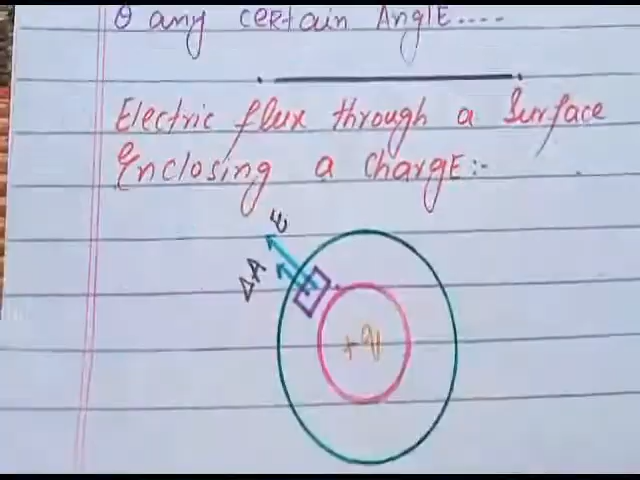 θ any certain Angle....
Electric flux through a Surface
Enclosing a charge:-
E
ΔA
+q